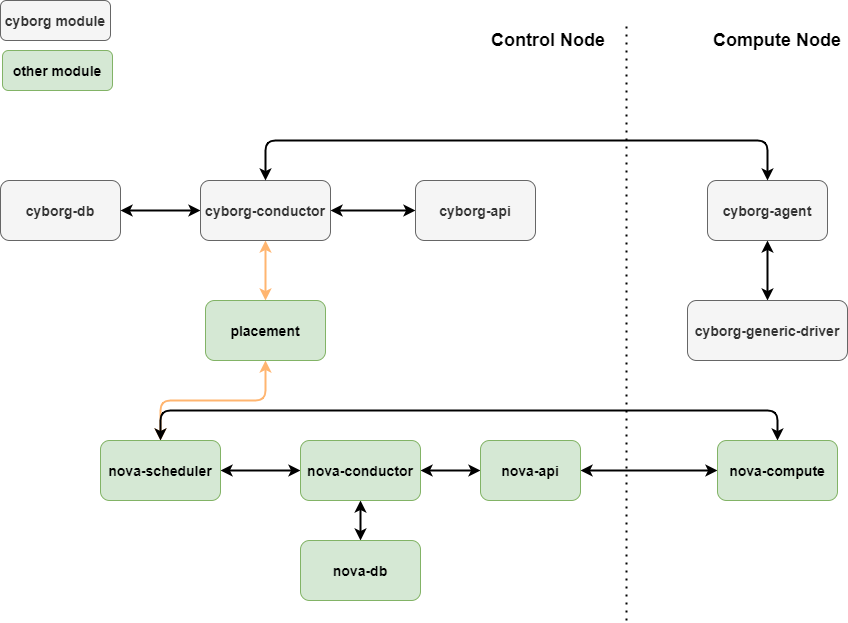 cyborg module
other module
Control Node
Compute Node
cyborg-db
cyborg-conductor
cyborg-api
cyborg-agent
placement
cyborg-generic-driver
nova-scheduler
nova-conductor
nova-api
nova-compute
nova-db